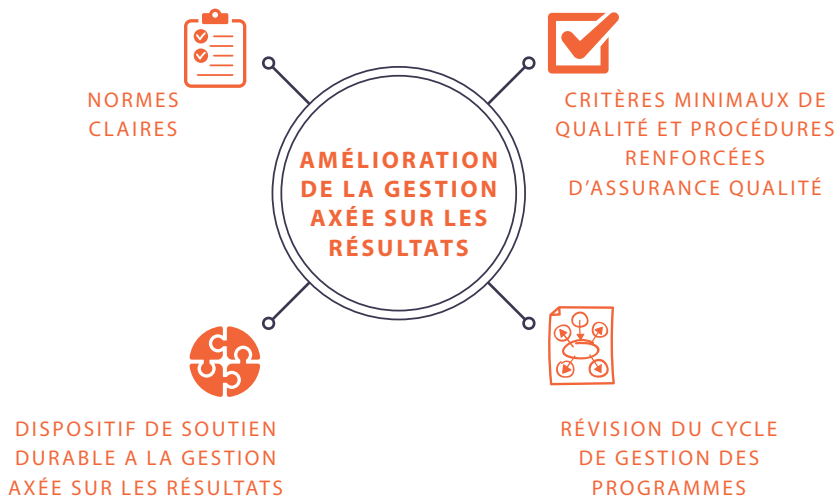 NORMES
CLAIRES
CRITÈRES MINIMAUX DE
QUALITÉ ET PROCÉDURES
RENFORCÉES
D'ASSURANCE QUALITÉ
AMÉLIORATION
DE LA GESTION
AXÉE SUR LES
RÉSULTATS
DISPOSITIF DE SOUTIEN
DURABLE A LA GESTION
AXÉE SUR LES RÉSULTATS
RÉVISION DU CYCLE
DE GESTION DES
PROGRAMMES